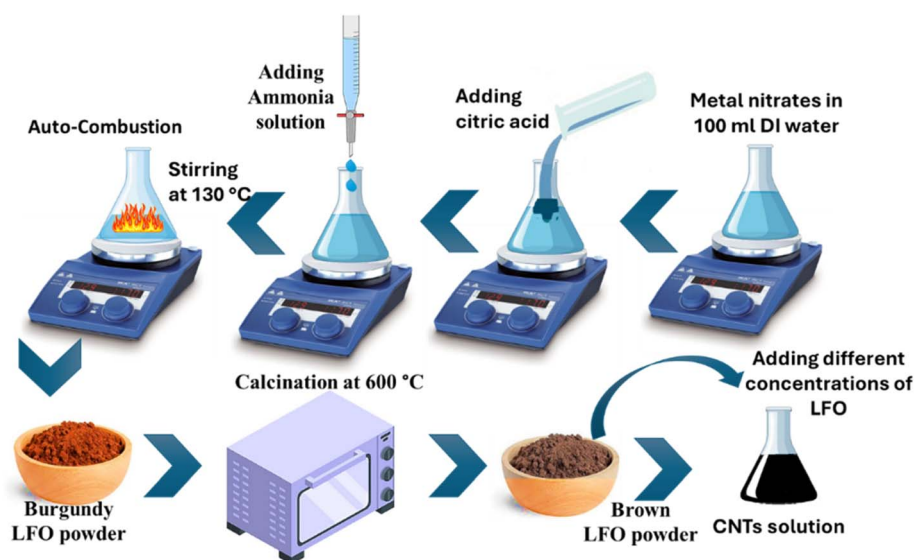 Metal nitrates in
100 ml DI water
Adding
citric acid
Adding
Ammonia
solution
Auto-Combustion
Stirring
at 130 °C
Burgundy
LFO powder
Calcination at 600 °C
Brown
LFO powder
Adding different
concentrations of
LFO
CNTs solution